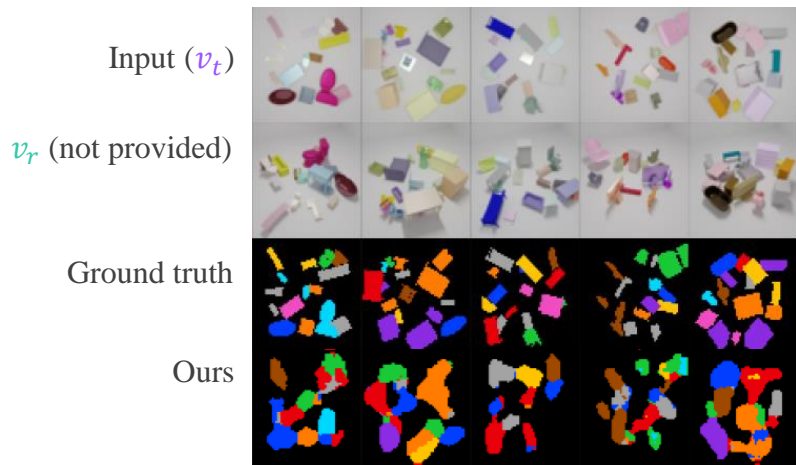 Input (v_t)
v_r (not provided)
Ground truth
Ours